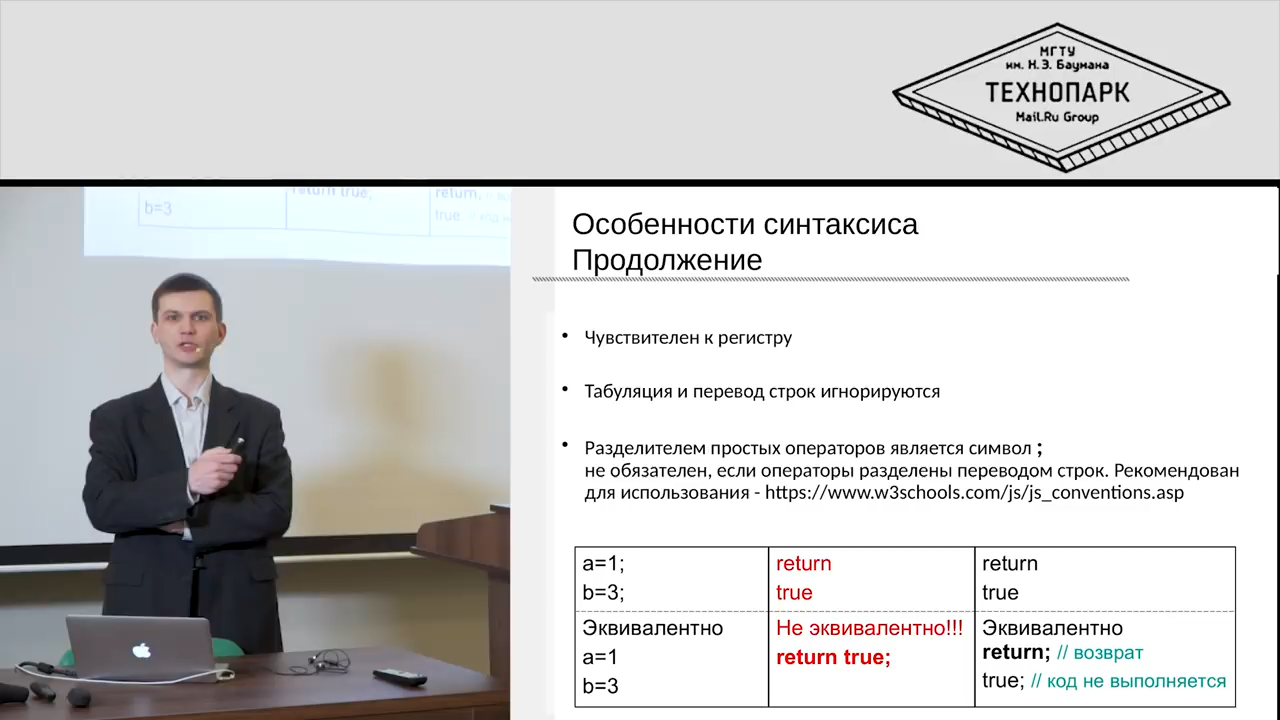 МГТУ
им. Н.Э. Баумана
ТЕХНОПАРК
Mail.Ru Group
b=3
return true;
return;
true;
Особенности синтаксиса
Продолжение
• Чувствителен к регистру
• Табуляция и перевод строк игнорируются
• Разделителем простых операторов является символ ;
не обязателен, если операторы разделены переводом строк. Рекомендован
для использования - https://www.w3schools.com/js/js_conventions.asp
a=1;
b=3;
Эквивалентно
a=1
b=3
return
true
Не эквивалентно!!!
return true;
return
true
Эквивалентно
return; // возврат
true; // код не выполняется